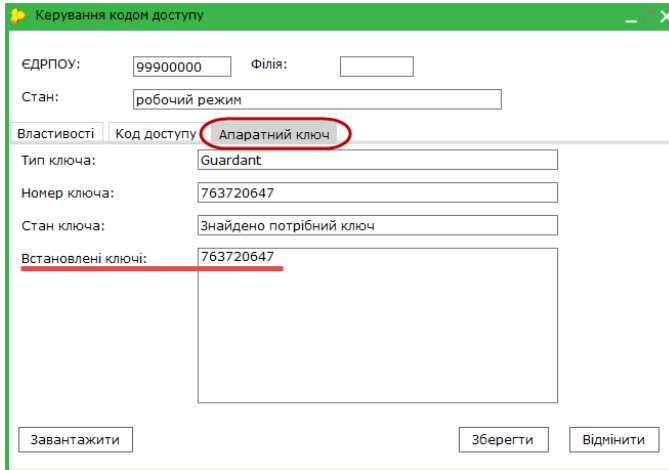 Керування кодом доступу
ЄДРПОУ: 99900000 Філія:
Стан: робочий режим
Властивості Код доступу Апаратний ключ
Тип ключа: Guardant
Номер ключа: 763720647
Стан ключа: Знайдено потрібний ключ
Встановлені ключі: 763720647
Завантажити Зберегти Відмінити